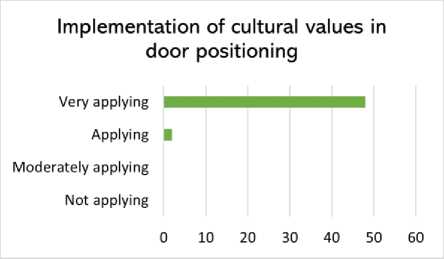 Implementation of cultural values in
door positioning
Very applying
Applying
Moderately applying
Not applying
0 10 20 30 40 50 60